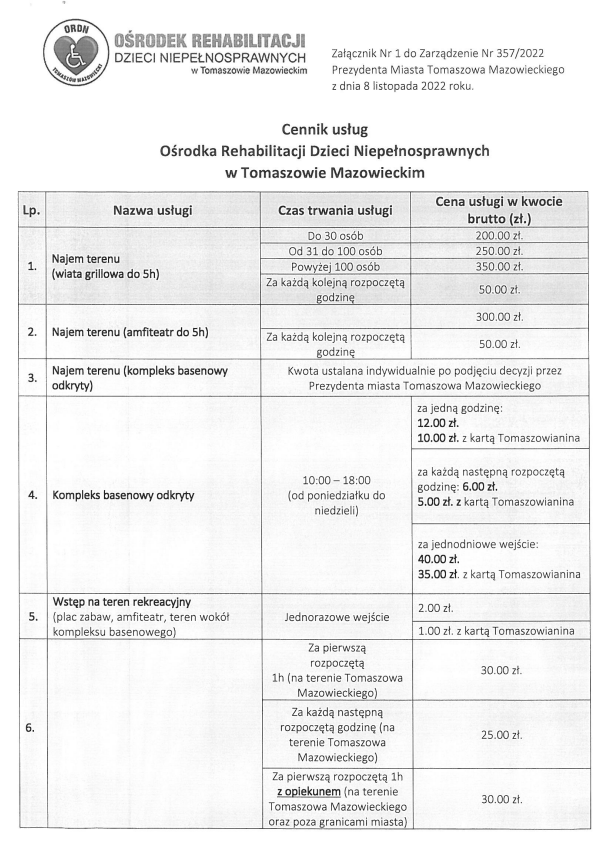 ORDN
TOMASZÓW MAZOWIECKI
OŚRODEK REHABILITACJI
DZIECI NIEPEŁNOSPRAWNYCH
w Tomaszowie Mazowieckim
Załącznik Nr 1 do Zarządzenie Nr 357/2022
Prezydenta Miasta Tomaszowa Mazowieckiego
z dnia 8 listopada 2022 roku.
Cennik usług
Ośrodka Rehabilitacji Dzieci Niepełnosprawnych
w Tomaszowie Mazowieckim
Lp.
Nazwa usługi
Czas trwania usługi
Cena usługi w kwocie
brutto (zł.)
1.
Najem terenu
(wiata grillowa do 5h)
Do 30 osób
200.00 zł.
Od 31 do 100 osób
250.00 zł.
Powyżej 100 osób
350.00 zł.
Za każdą kolejną rozpoczętą
godzinę
50.00 zł.
2.
Najem terenu (amfiteatr do 5h)
300.00 zł.
Za każdą kolejną rozpoczętą
godzinę
50.00 zł.
3.
Najem terenu (kompleks basenowy
odkryty)
Kwota ustalana indywidualnie po podjęciu decyzji przez
Prezydenta miasta Tomaszowa Mazowieckiego
4.
Kompleks basenowy odkryty
10:00 – 18:00
(od poniedziałku do
niedzieli)
za jedną godzinę:
12.00 zł.
10.00 zł. z kartą Tomaszowianina
za każdą następną rozpoczętą
godzinę: 6.00 zł.
5.00 zł. z kartą Tomaszowianina
za jednodniowe wejście:
40.00 zł.
35.00 zł. z kartą Tomaszowianina
5.
Wstęp na teren rekreacyjny
(plac zabaw, amfiteatr, teren wokół
kompleksu basenowego)
Jednorazowe wejście
2.00 zł.
1.00 zł. z kartą Tomaszowianina
6.
Za pierwszą
rozpoczętą
1h (na terenie Tomaszowa
Mazowieckiego)
30.00 zł.
Za każdą następną
rozpoczętą godzinę (na
terenie Tomaszowa
Mazowieckiego)
25.00 zł.
Za pierwszą rozpoczętą 1h
z opiekunem (na terenie
Tomaszowa Mazowieckiego
oraz poza granicami miasta)
30.00 zł.